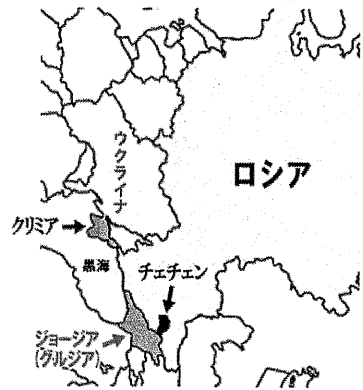 ウクライナ
ロシア
クリミア
黒海
チェチェン
ジョージア
(グルジア)